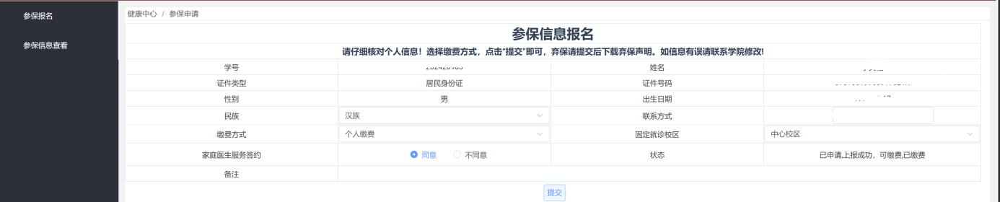 参保报名
参保信息查看
健康中心 / 参保申请
参保信息报名
请仔细核对个人信息！选择缴费方式，点击“提交”即可，弃保请提交后下载弃保声明。如信息有误请联系学院修改!
学号 姓名
证件类型 居民身份证 证件号码
性别 男 出生日期
民族 汉族 联系方式
缴费方式 个人缴费 固定就诊校区 中心校区
家庭医生服务签约 同意 不同意 状态 已申请,上报成功，可缴费,已缴费
备注
提交